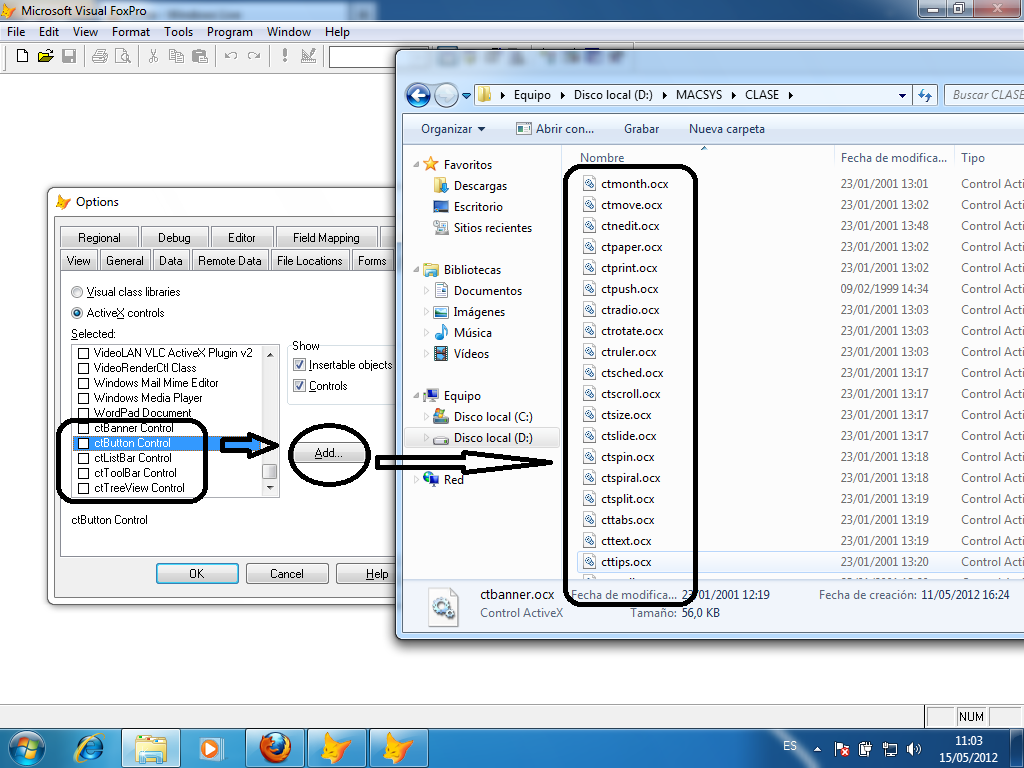 Microsoft Visual FoxPro
File Edit View Format Tools Program Window Help
Equipo Disco local (D:) MACSYS CLASE
Buscar CLASE
Organizar Abrir con... Grabar Nueva carpeta
Favoritos
Descargas
Escritorio
Sitios recientes
Bibliotecas
Documentos
Imágenes
Música
Vídeos
Equipo
Disco local (C:)
Disco local (D:)
Red
Nombre Fecha de modifica... Tipo
ctmonth.ocx 23/01/2001 13:01 Control Acti
ctmove.ocx 23/01/2001 13:02 Control Acti
ctnedit.ocx 23/01/2001 13:48 Control Acti
ctpaper.ocx 23/01/2001 13:02 Control Acti
ctprint.ocx 23/01/2001 13:02 Control Acti
ctpush.ocx 09/02/1999 14:34 Control Acti
ctradio.ocx 23/01/2001 13:03 Control Acti
ctrotate.ocx 23/01/2001 13:03 Control Acti
ctruler.ocx 23/01/2001 13:03 Control Acti
ctsched.ocx 23/01/2001 13:17 Control Acti
ctscroll.ocx 23/01/2001 13:17 Control Acti
ctsize.ocx 23/01/2001 13:17 Control Acti
ctslide.ocx 23/01/2001 13:17 Control Acti
ctspin.ocx 23/01/2001 13:17 Control Acti
ctspiral.ocx 23/01/2001 13:18 Control Acti
ctsplit.ocx 23/01/2001 13:19 Control Acti
cttabs.ocx 23/01/2001 13:19 Control Acti
cttext.ocx 23/01/2001 13:19 Control Acti
cttips.ocx 23/01/2001 13:20 Control Acti
ctbanner.ocx Fecha de modifica... 23/01/2001 12:19 Fecha de creación: 11/05/2012 16:24
Control ActiveX Tamaño: 56,0 KB
Options
Regional Debug Editor Field Mapping
View General Data Remote Data File Locations Forms
Visual class libraries
ActiveX controls
Selected:
VideoLAN VLC ActiveX Plugin v2
VideoRenderCtl Class
Windows Mail Mime Editor
Windows Media Player
WordPad Document
ctBanner Control
ctButton Control
ctListBar Control
ctToolBar Control
ctTreeView Control
Show
Insertable objects
Controls
Add...
ctButton Control
OK Cancel Help
NUM
ES
11:03
15/05/2012